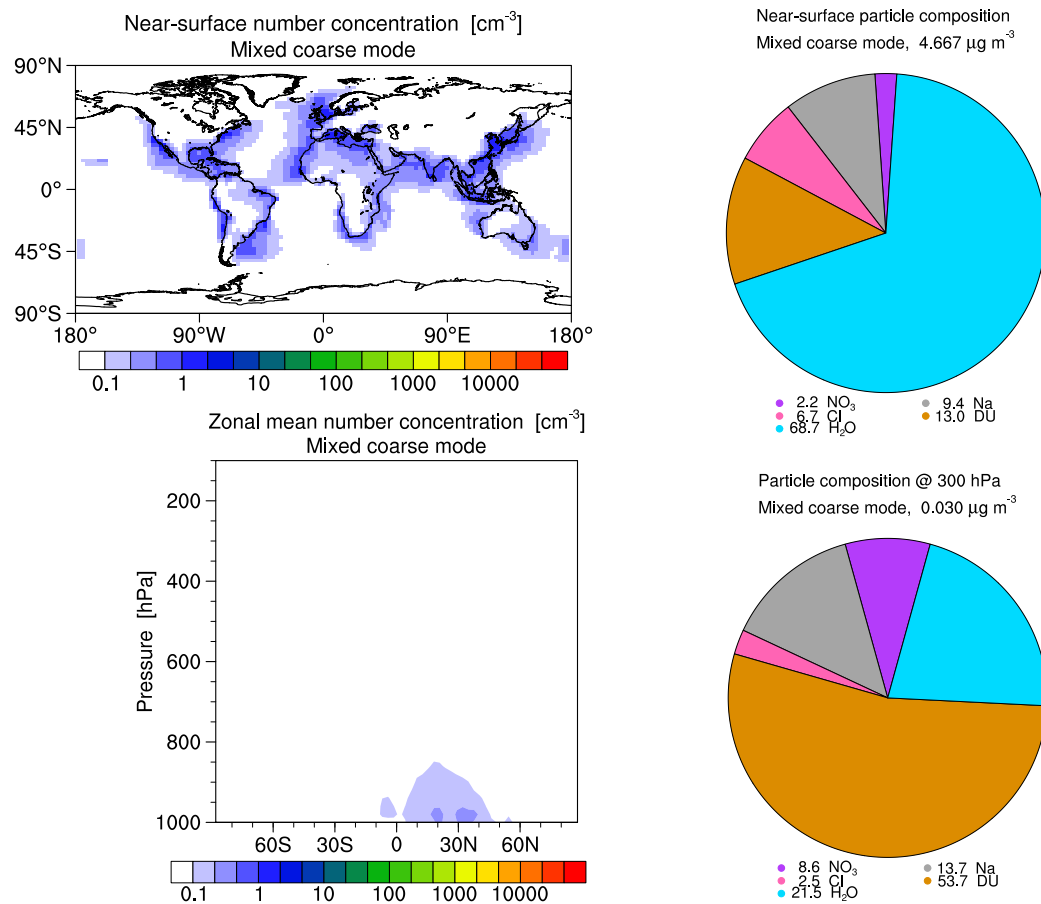 Near-surface number concentration [cm⁻³]
Mixed coarse mode
90°N
45°N
0°
45°S
90°S
180° 90°W 0° 90°E 180°
0.1 1 10 100 1000 10000
Near-surface particle composition
Mixed coarse mode, 4.667 µg m⁻³
2.2 NO₃ 9.4 Na
6.7 Cl 13.0 DU
68.7 H₂O
Zonal mean number concentration [cm⁻³]
Mixed coarse mode
Pressure [hPa]
200
400
600
800
1000
60S 30S 0 30N 60N
0.1 1 10 100 1000 10000
Particle composition @ 300 hPa
Mixed coarse mode, 0.030 µg m⁻³
8.6 NO₃ 13.7 Na
2.5 Cl 53.7 DU
21.5 H₂O